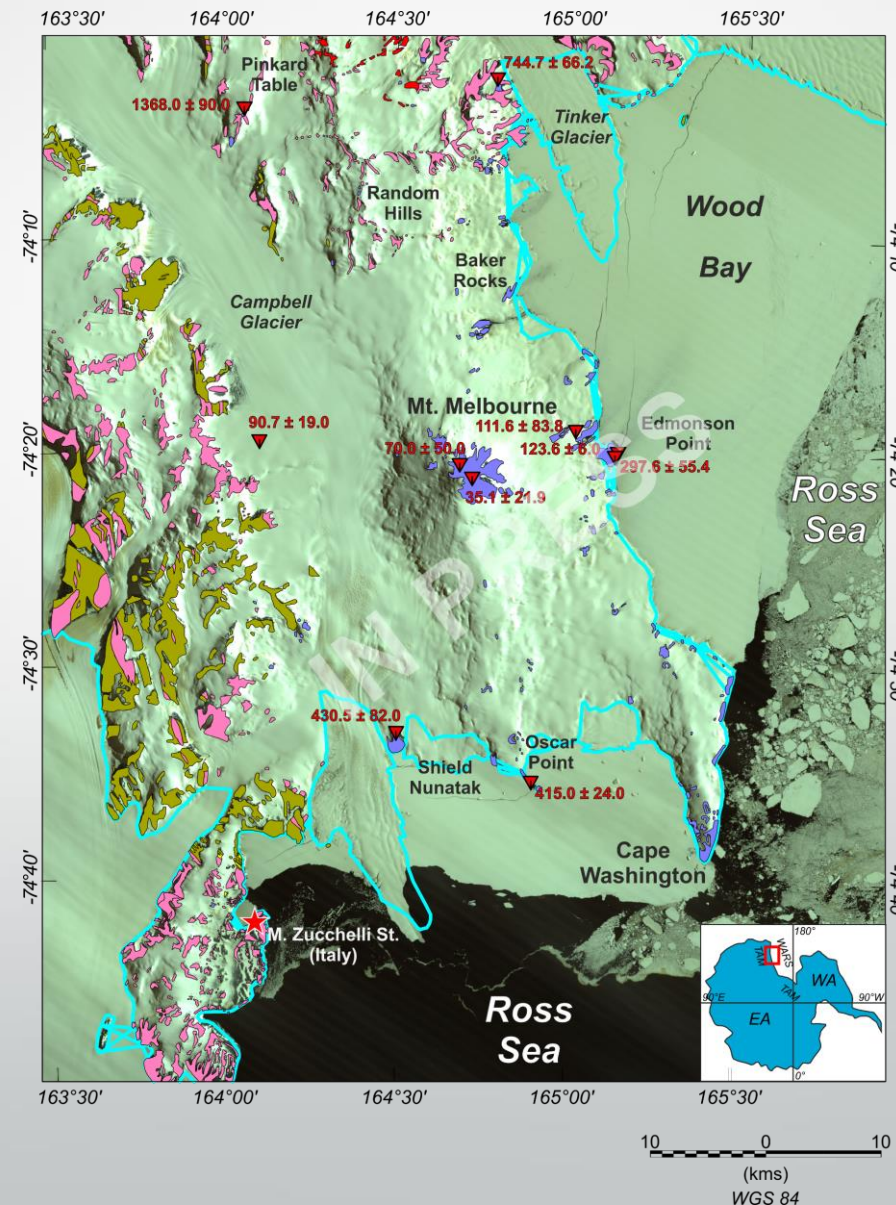 163°30' 164°00' 164°30' 165°00' 165°30'
744.7 ± 66.2
Pinkard
Table
1368.0 ± 90.0
Tinker
Glacier
Random
Hills
Wood
Bay
-74°10'
Baker
Rocks
Campbell
Glacier
Mt. Melbourne
111.6 ± 83.8
Edmonson
Point
90.7 ± 19.0
70.0 ± 50.0
123.6 ± 6.0
-74°20'
297.6 ± 55.4
35.1 ± 21.9
Ross
Sea
IN PRESS
-74°30'
430.5 ± 82.0
Shield
Nunatak
Oscar
Point
415.0 ± 24.0
Cape
Washington
-74°40'
M. Zucchelli St.
(Italy)
Ross
Sea
180°
WARS
TAM
TAM
WA
90°E
90°W
EA
0°
163°30' 164°00' 164°30' 165°00' 165°30'
10 0 10
(kms)
WGS 84